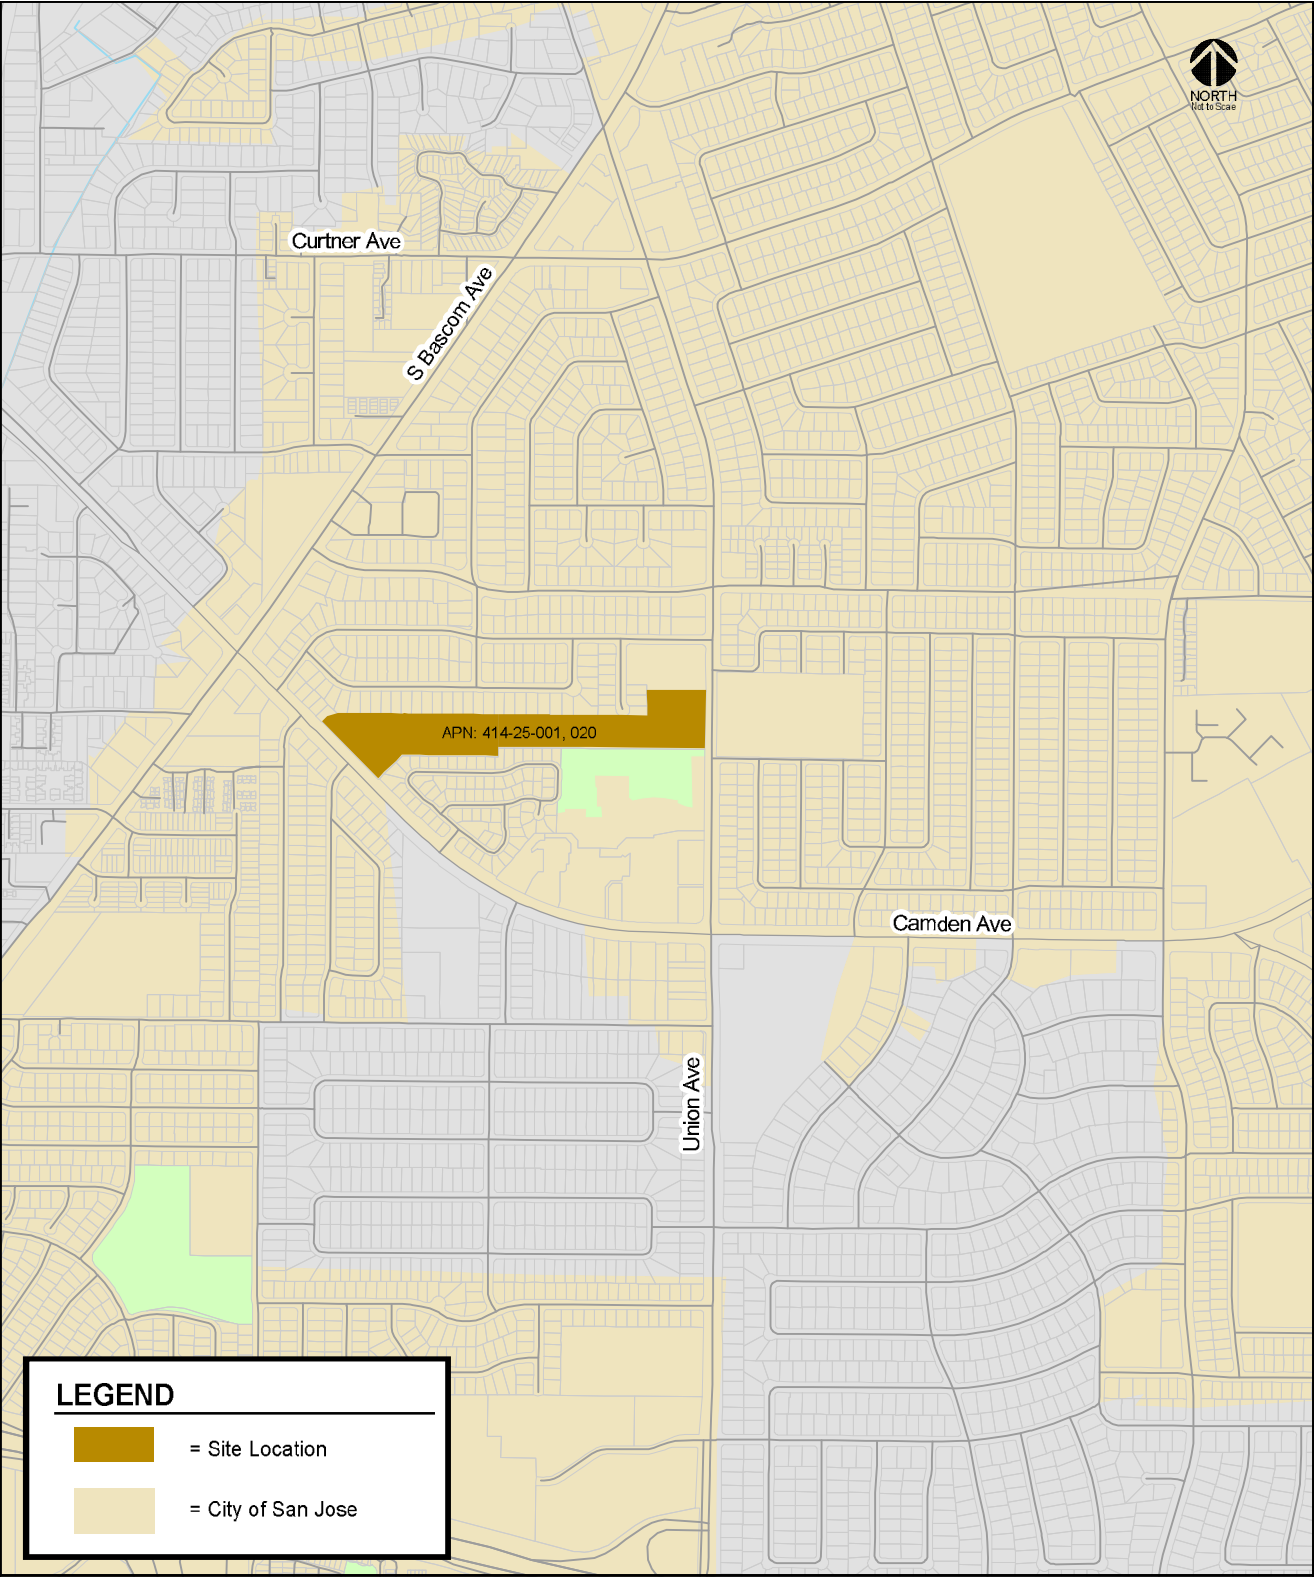 NORTH
Not to Scale
Curtner Ave
S Bascom Ave
APN: 414-25-001, 020
Camden Ave
Union Ave
LEGEND
= Site Location
= City of San Jose